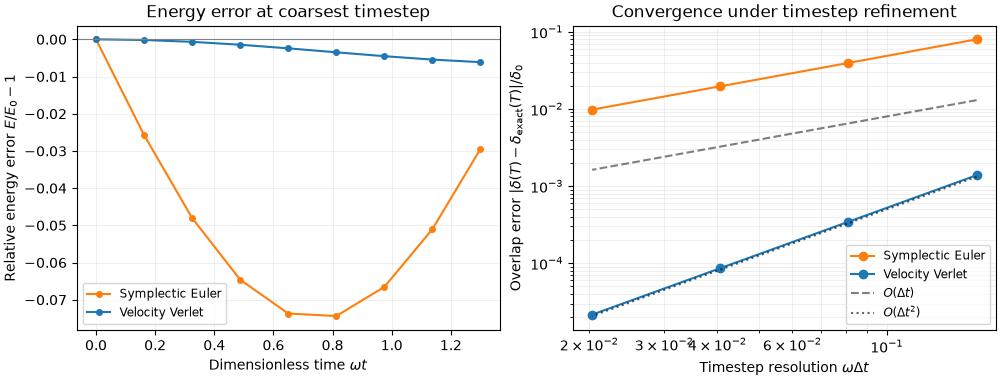 Energy error at coarsest timestep
Relative energy error E/E₀ − 1
0.00
−0.01
−0.02
−0.03
−0.04
−0.05
−0.06
−0.07
Symplectic Euler
Velocity Verlet
0.0 0.2 0.4 0.6 0.8 1.0 1.2
Dimensionless time ωt
Convergence under timestep refinement
Overlap error |δ(T) − δexact(T)|/δ₀
10⁻¹
10⁻²
10⁻³
10⁻⁴
Symplectic Euler
Velocity Verlet
O(Δt)
O(Δt²)
2 × 10⁻² 3 × 10⁻² 4 × 10⁻² 6 × 10⁻² 10⁻¹
Timestep resolution ωΔt